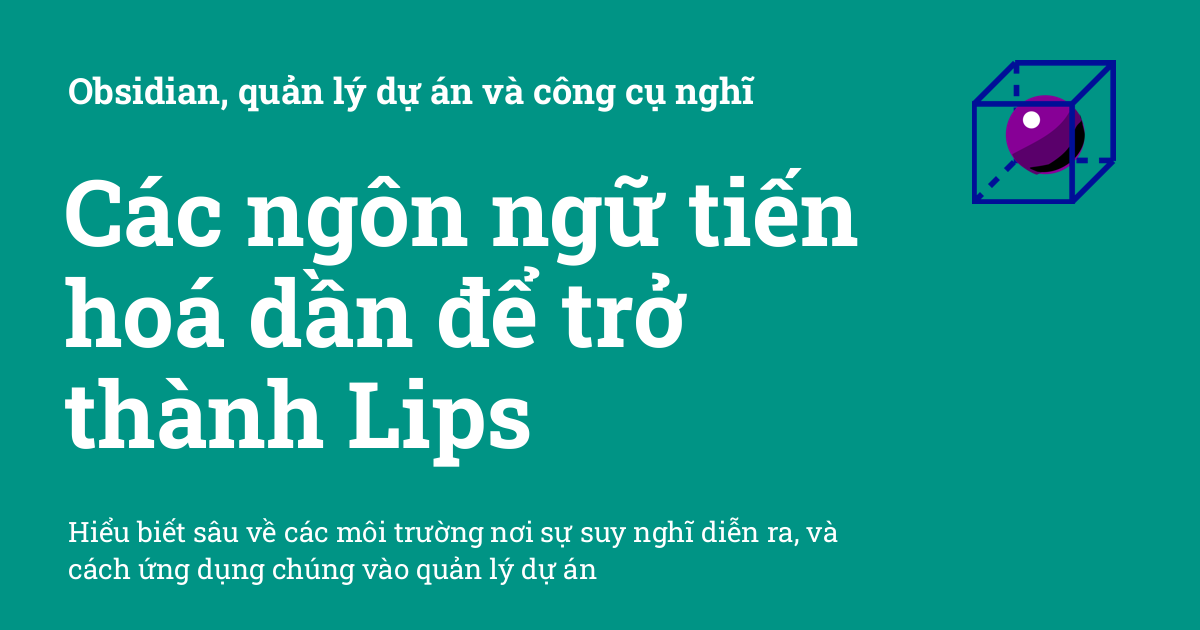 Obsidian, quản lý dự án và công cụ nghĩ
Các ngôn ngữ tiến
hoá dần để trở
thành Lips
Hiểu biết sâu về các môi trường nơi sự suy nghĩ diễn ra, và
cách ứng dụng chúng vào quản lý dự án